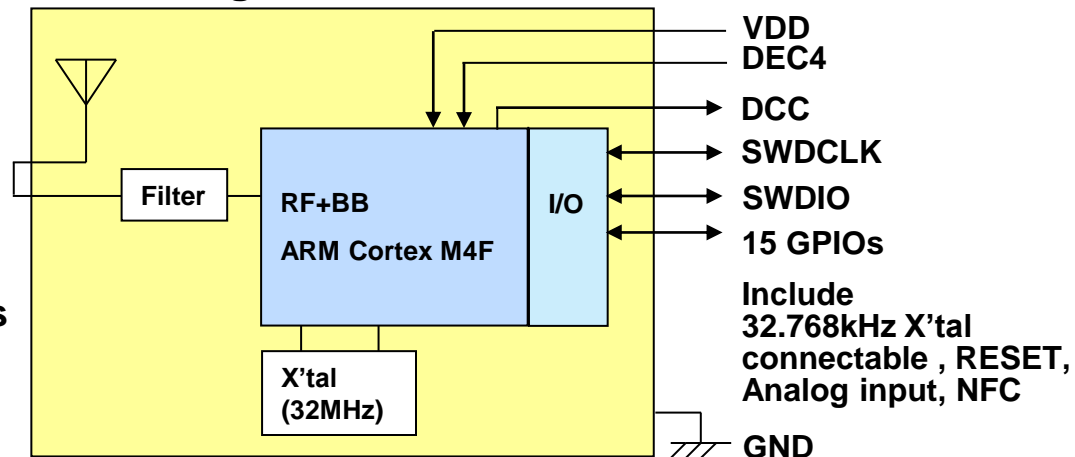 VDD
DEC4
DCC
SWDCLK
SWDIO
15 GPIOs
Include
32.768kHz X'tal
connectable , RESET,
Analog input, NFC
GND
Filter
RF+BB
ARM Cortex M4F
I/O
X'tal
(32MHz)
s